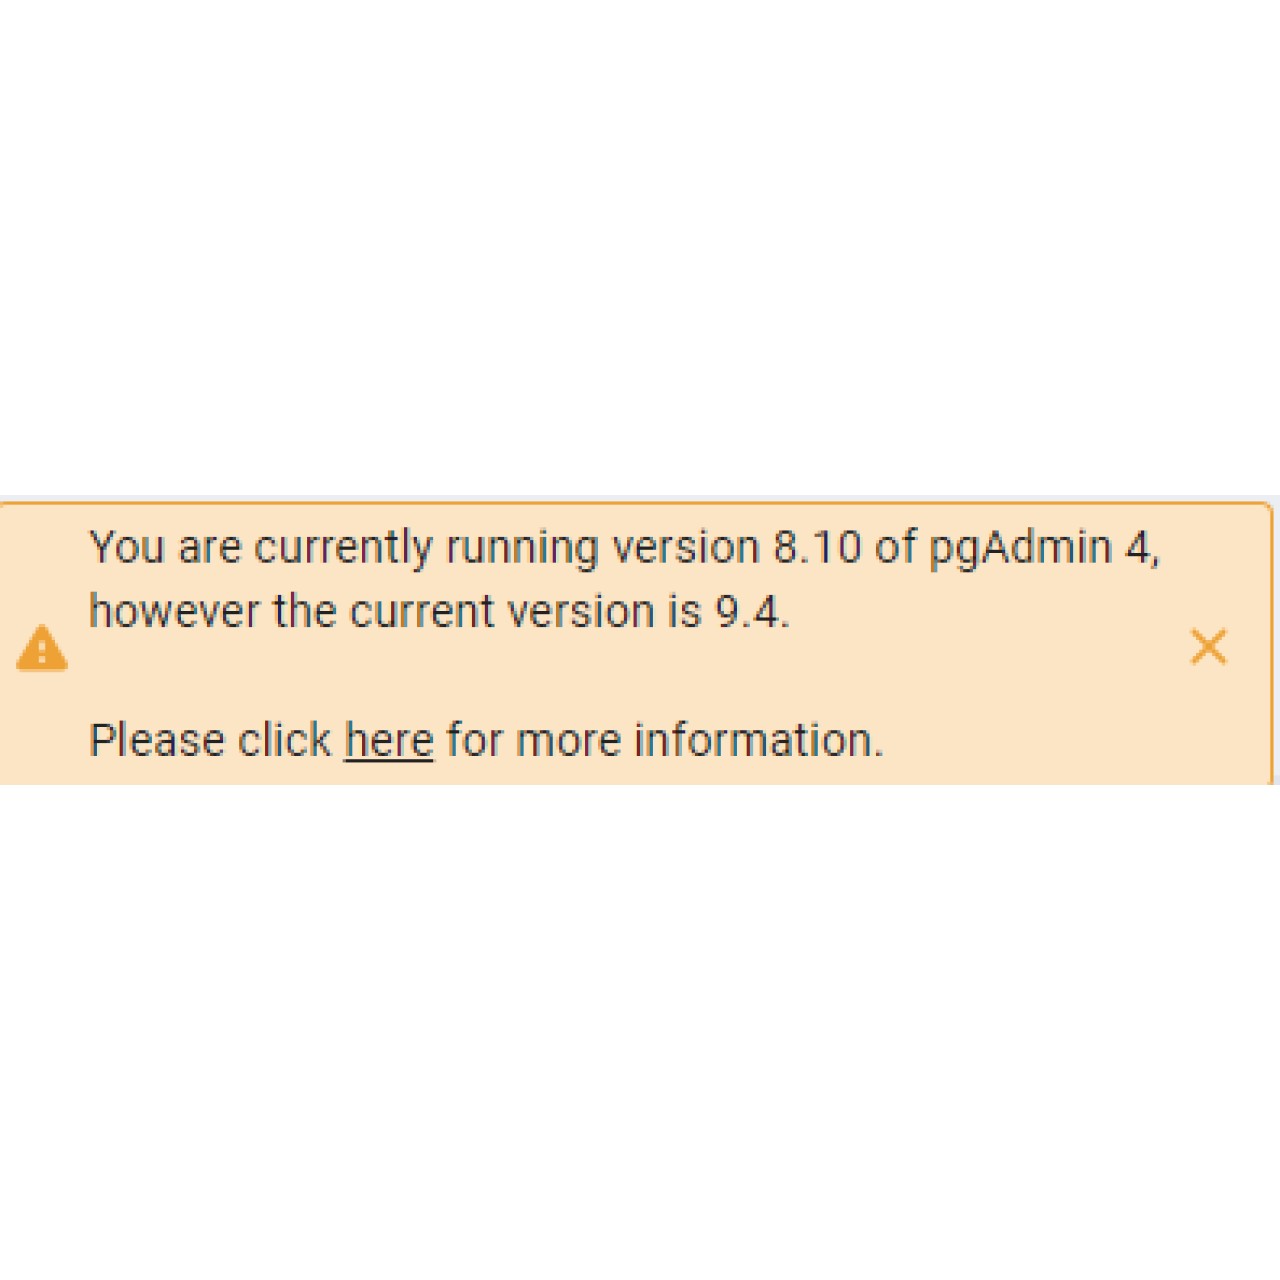 You are currently running version 8.10 of pgAdmin 4,
however the current version is 9.4.
Please click here for more information.